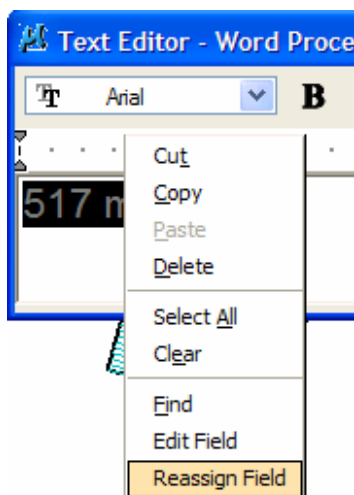 Text Editor - Word Proce
Arial B
517 m
Cut
Copy
Paste
Delete
Select All
Clear
Find
Edit Field
Reassign Field